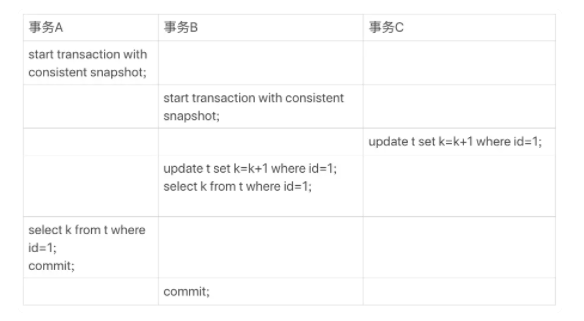 事务A 事务B 事务C
start transaction with
consistent snapshot;
start transaction with consistent
snapshot;
update t set k=k+1 where id=1;
update t set k=k+1 where id=1;
select k from t where id=1;
select k from t where
id=1;
commit;
commit;